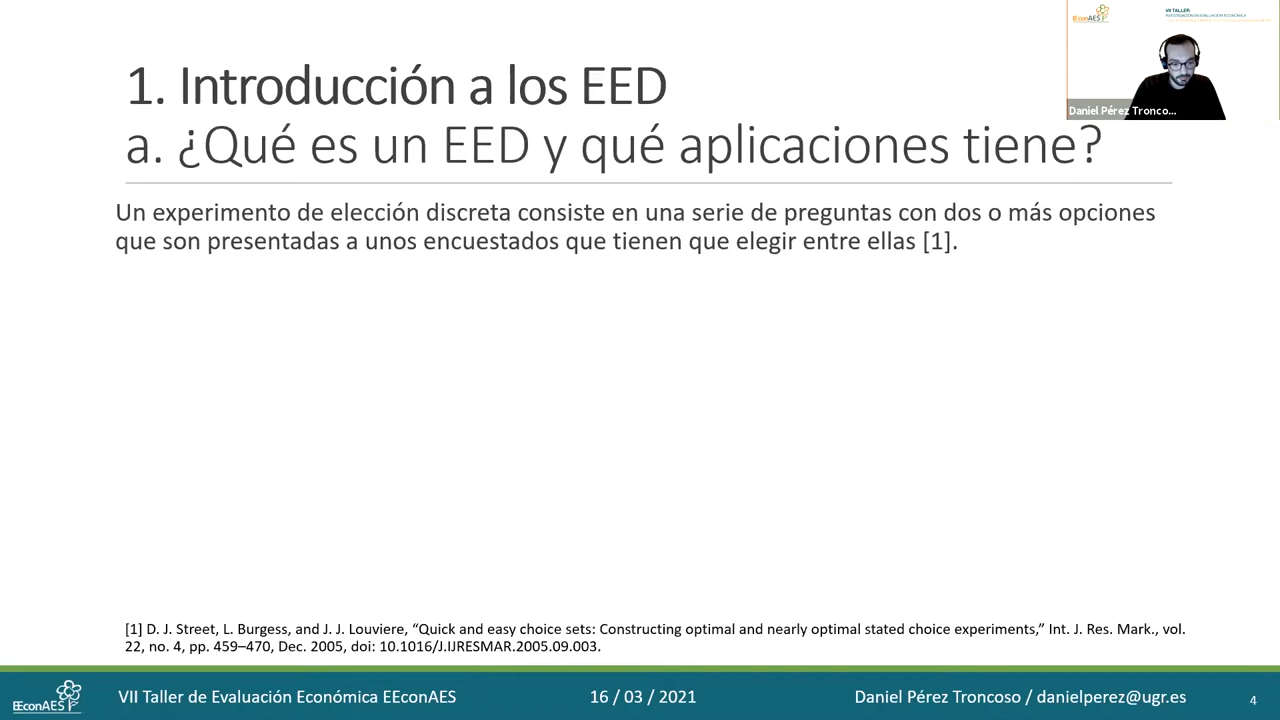 EEconAES
VII TALLER
INVESTIGACIÓN EN EVALUACIÓN ECONÓMICA
Daniel Pérez Tronco...
1. Introducción a los EED
a. ¿Qué es un EED y qué aplicaciones tiene?
Un experimento de elección discreta consiste en una serie de preguntas con dos o más opciones
que son presentadas a unos encuestados que tienen que elegir entre ellas [1].
[1] D. J. Street, L. Burgess, and J. J. Louviere, “Quick and easy choice sets: Constructing optimal and nearly optimal stated choice experiments,” Int. J. Res. Mark., vol.
22, no. 4, pp. 459–470, Dec. 2005, doi: 10.1016/J.IJRESMAR.2005.09.003.
EEconAES
VII Taller de Evaluación Económica EEconAES
16 / 03 / 2021
Daniel Pérez Troncoso / danielperez@ugr.es
4